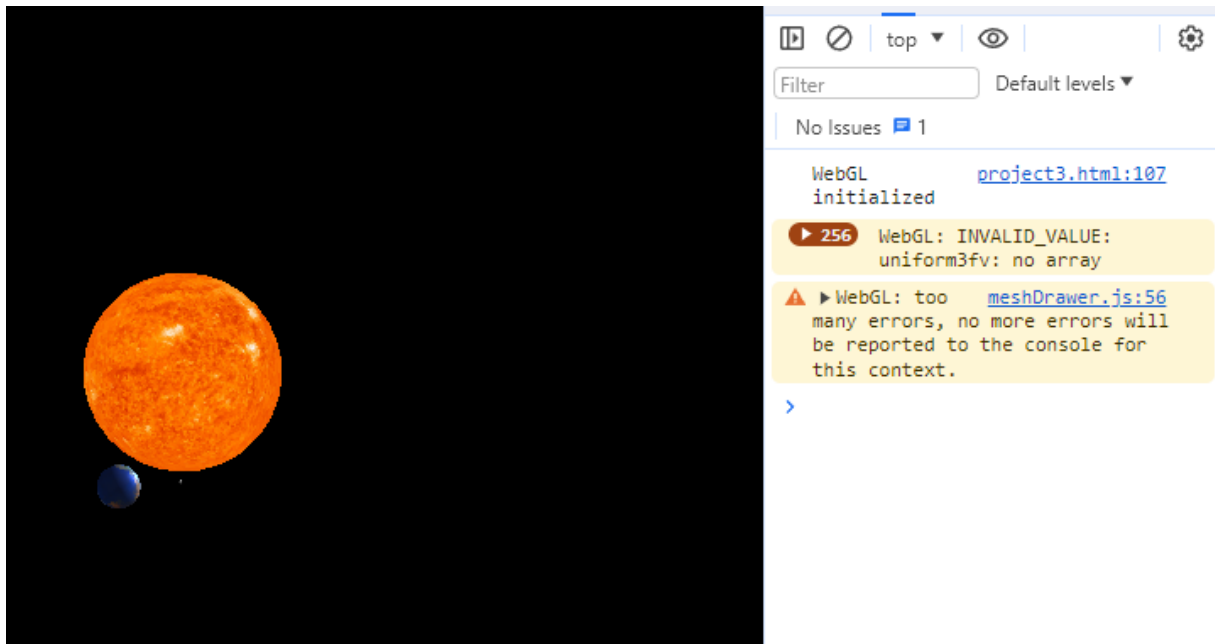 top ▼
Filter
Default levels ▼
No Issues 1
WebGL project3.html:107
initialized
256 WebGL: INVALID_VALUE:
uniform3fv: no array
WebGL: too meshDrawer.js:56
many errors, no more errors will
be reported to the console for
this context.